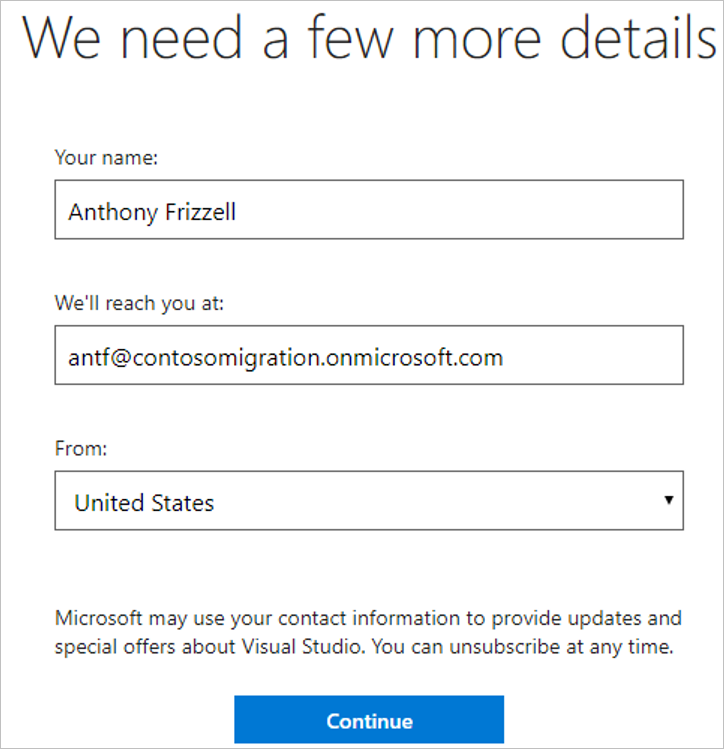 We need a few more details
Your name:
Anthony Frizzell
We'll reach you at:
antf@contosomigration.onmicrosoft.com
From:
United States
Microsoft may use your contact information to provide updates and
special offers about Visual Studio. You can unsubscribe at any time.
Continue